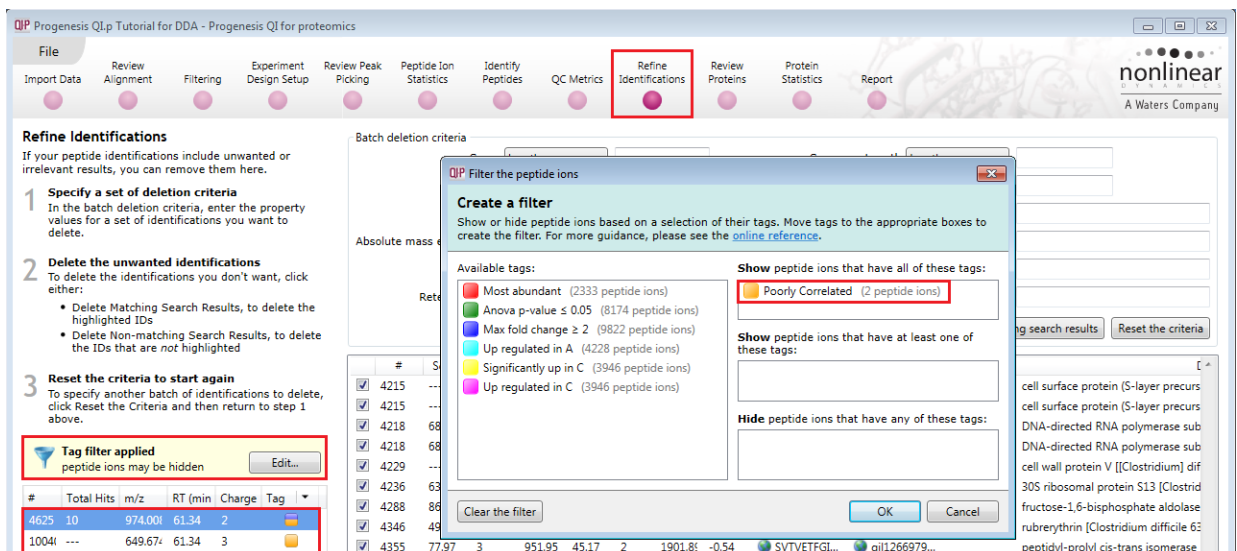 QIP Progenesis QI.p Tutorial for DDA - Progenesis QI for proteomics
File
Import Data
Review Alignment
Filtering
Experiment Design Setup
Review Peak Picking
Peptide Ion Statistics
Identify Peptides
QC Metrics
Refine Identifications
Review Proteins
Protein Statistics
Report
nonlinear
DYNAMICS
A Waters Company
Refine Identifications
If your peptide identifications include unwanted or
irrelevant results, you can remove them here.
1 Specify a set of deletion criteria
In the batch deletion criteria, enter the property
values for a set of identifications you want to
delete.
2 Delete the unwanted identifications
To delete the identifications you don't want, click
either:
• Delete Matching Search Results, to delete the
highlighted IDs
• Delete Non-matching Search Results, to delete
the IDs that are not highlighted
3 Reset the criteria to start again
To specify another batch of identifications to delete,
click Reset the Criteria and then return to step 1
above.
Tag filter applied
peptide ions may be hidden
Edit...
# Total Hits m/z RT (min Charge Tag
4625 10 974.00 61.34 2
1004 --- 649.67 61.34 3
Batch deletion criteria
Absolute mass e
Rete
ng search results
Reset the criteria
QIP Filter the peptide ions
Create a filter
Show or hide peptide ions based on a selection of their tags. Move tags to the appropriate boxes to
create the filter. For more guidance, please see the online reference.
Available tags:
Most abundant (2333 peptide ions)
Anova p-value ≤ 0.05 (8174 peptide ions)
Max fold change ≥ 2 (9822 peptide ions)
Up regulated in A (4228 peptide ions)
Significantly up in C (3946 peptide ions)
Up regulated in C (3946 peptide ions)
Show peptide ions that have all of these tags:
Poorly Correlated (2 peptide ions)
Show peptide ions that have at least one of
these tags:
Hide peptide ions that have any of these tags:
Clear the filter
OK
Cancel
# S
4215 --- cell surface protein (S-layer precurs
4215 --- cell surface protein (S-layer precurs
4218 68 DNA-directed RNA polymerase sub
4218 68 DNA-directed RNA polymerase sub
4229 --- cell wall protein V [[Clostridium] dif
4236 63 30S ribosomal protein S13 [Clostrid
4288 86 fructose-1,6-bisphosphate aldolase
4346 49 rubrerythrin [Clostridium difficile 63
4355 77.97 3 951.95 45.17 2 1901.89 -0.54 SVTVETFGI... gi|1266979... peptidyl-prolyl cis-trans isomerase